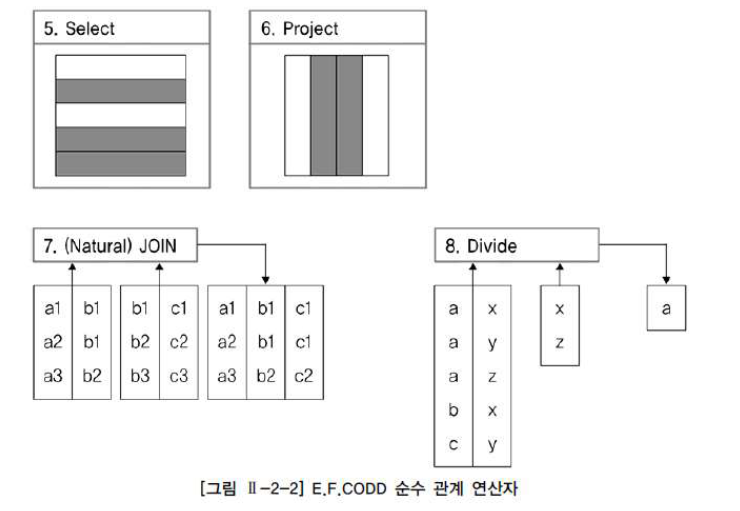 5. Select
6. Project
7. (Natural) JOIN
8. Divide
a1 b1 b1 c1 a1 b1 c1
a2 b1 b2 c2 a2 b1 c1
a3 b2 b3 c3 a3 b2 c2
a x x a
a y z
a z
b x
c y
[그림 Ⅱ-2-2] E.F.CODD 순수 관계 연산자